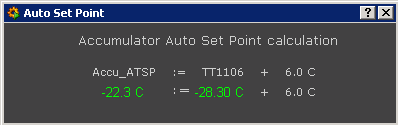 Auto Set Point
Accumulator Auto Set Point calculation
Accu_ATSP := TT1106 + 6.0 C
-22.3 C := -28.30 C + 6.0 C